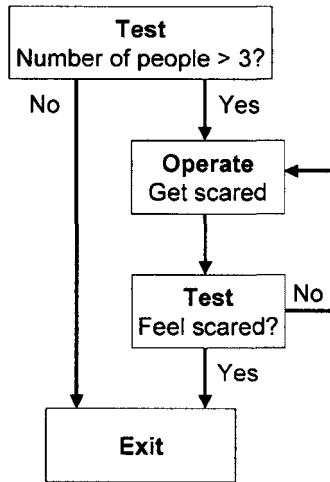 Test
Number of people > 3?
No
Yes
Operate
Get scared
Test
Feel scared?
No
Yes
Exit